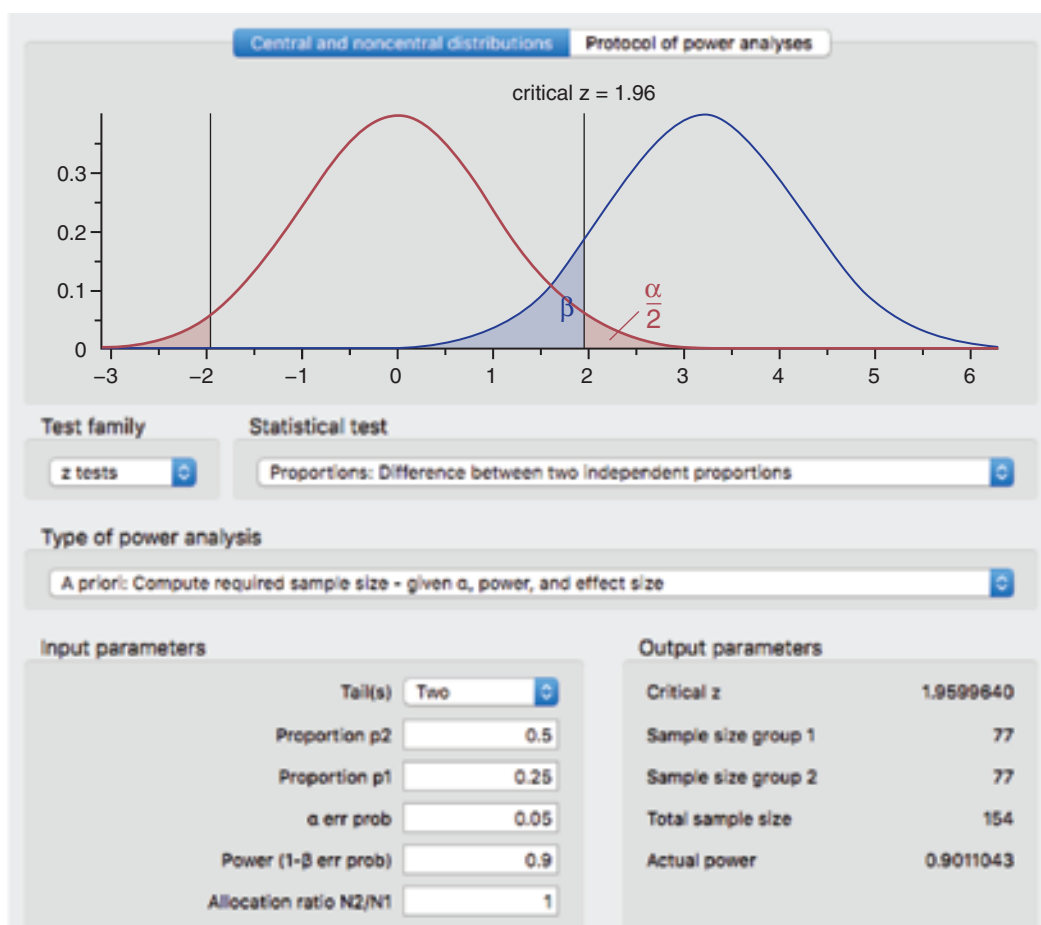 Central and noncentral distributions Protocol of power analyses
critical z = 1.96
0.3
0.2
0.1
0
β
α
2
−3 −2 −1 0 1 2 3 4 5 6
Test family Statistical test
z tests Proportions: Difference between two independent proportions
Type of power analysis
A priori: Compute required sample size - given α, power, and effect size
Input parameters Output parameters
Tail(s) Two Critical z 1.9599640
Proportion p2 0.5 Sample size group 1 77
Proportion p1 0.25 Sample size group 2 77
α err prob 0.05 Total sample size 154
Power (1-β err prob) 0.9 Actual power 0.9011043
Allocation ratio N2/N1 1